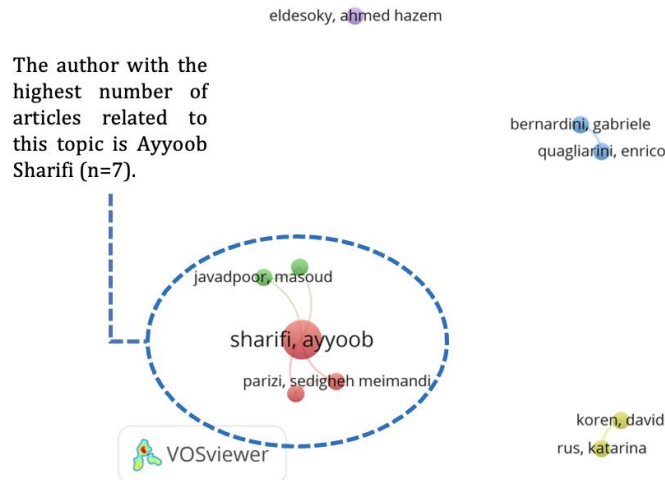 eldesoky, ahmed hazem
The author with the
highest number of
articles related to
this topic is Ayyoob
Sharifi (n=7).
bernardini, gabriele
quagliarini, enrico
javadpoor, masoud
sharifi, ayyoob
parizi, sedigheh meimandi
koren, david
rus, katarina
VOSviewer